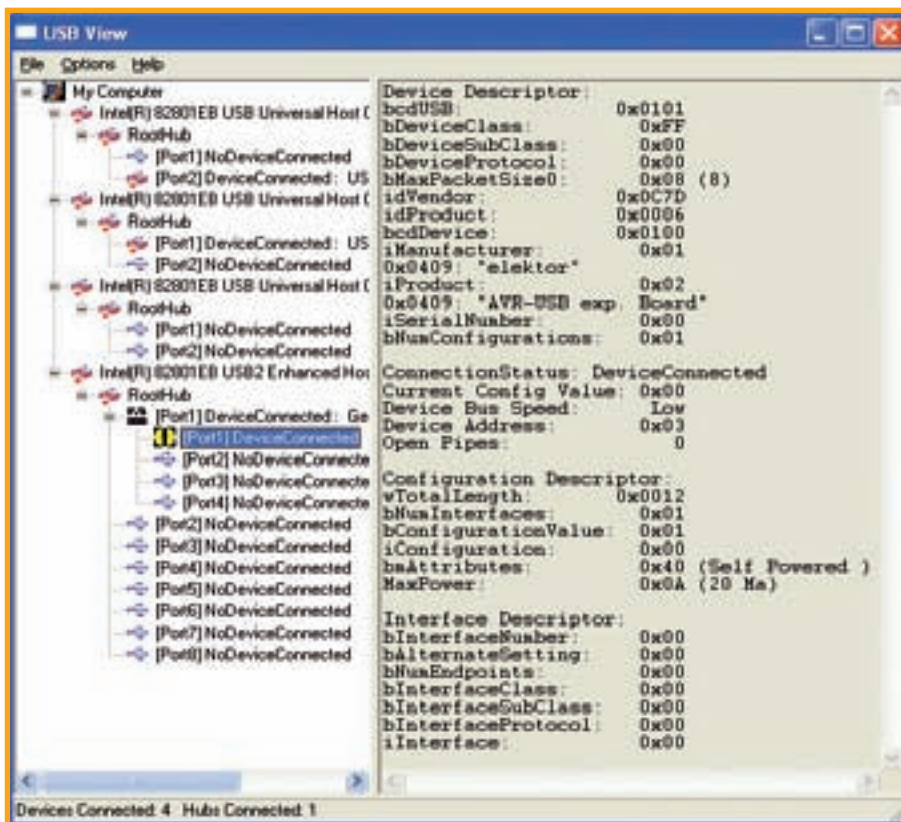 USB View
File Options Help
My Computer
Intel(R) 82801EB USB Universal Host C
RootHub
[Port1] NoDeviceConnected
[Port2] DeviceConnected : US
Intel(R) 82801EB USB Universal Host C
RootHub
[Port1] DeviceConnected : US
[Port2] NoDeviceConnected
Intel(R) 82801EB USB Universal Host C
RootHub
[Port1] NoDeviceConnected
[Port2] NoDeviceConnected
Intel(R) 82801EB USB2 Enhanced Hos
RootHub
[Port1] DeviceConnected : Ge
[Port1] DeviceConnected
[Port2] NoDeviceConnecte
[Port3] NoDeviceConnecte
[Port4] NoDeviceConnecte
[Port2] NoDeviceConnected
[Port3] NoDeviceConnected
[Port4] NoDeviceConnected
[Port5] NoDeviceConnected
[Port6] NoDeviceConnected
[Port7] NoDeviceConnected
[Port8] NoDeviceConnected
Device Descriptor:
bcdUSB: 0x0101
bDeviceClass: 0xFF
bDeviceSubClass: 0x00
bDeviceProtocol: 0x00
bMaxPacketSize0: 0x08 (8)
idVendor: 0x0C7D
idProduct: 0x0006
bcdDevice: 0x0100
iManufacturer: 0x01
0x0409: "elektor"
iProduct: 0x02
0x0409: "AVR-USB exp. Board"
iSerialNumber: 0x00
bNumConfigurations: 0x01
ConnectionStatus: DeviceConnected
Current Config Value: 0x00
Device Bus Speed: Low
Device Address: 0x03
Open Pipes: 0
Configuration Descriptor:
wTotalLength: 0x0012
bNumInterfaces: 0x01
bConfigurationValue: 0x01
iConfiguration: 0x00
bmAttributes: 0x40 (Self Powered )
MaxPower: 0x0A (20 Ma)
Interface Descriptor:
bInterfaceNumber: 0x00
bAlternateSetting: 0x00
bNumEndpoints: 0x00
bInterfaceClass: 0x00
bInterfaceSubClass: 0x00
bInterfaceProtocol: 0x00
iInterface: 0x00
Devices Connected: 4 Hubs Connected: 1